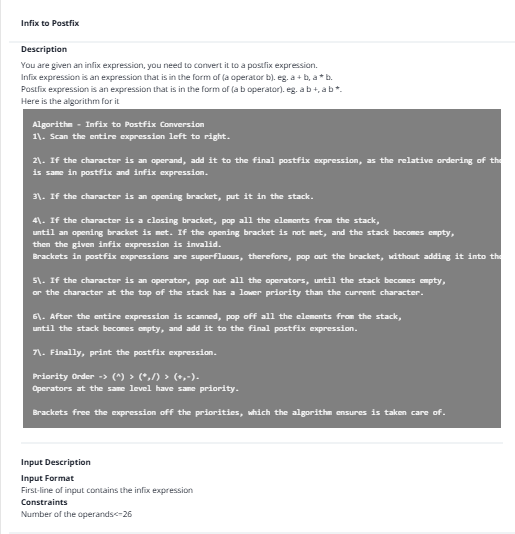 Infix to Postfix
Description
You are given an infix expression, you need to convert it to a postfix expression.
Infix expression is an expression that is in the form of (a operator b). eg. a + b, a * b.
Postfix expression is an expression that is in the form of (a b operator). eg. a b +, a b *.
Here is the algorithm for it
Algorithm - Infix to Postfix Conversion
1\. Scan the entire expression left to right.
2\. If the character is an operand, add it to the final postfix expression, as the relative ordering of the
is same in postfix and infix expression.
3\. If the character is an opening bracket, put it in the stack.
4\. If the character is a closing bracket, pop all the elements from the stack,
until an opening bracket is met. If the opening bracket is not met, and the stack becomes empty,
then the given infix expression is invalid.
Brackets in postfix expressions are superfluous, therefore, pop out the bracket, without adding it into the
5\. If the character is an operator, pop out all the operators, until the stack becomes empty,
or the character at the top of the stack has a lower priority than the current character.
6\. After the entire expression is scanned, pop off all the elements from the stack,
until the stack becomes empty, and add it to the final postfix expression.
7\. Finally, print the postfix expression.
Priority Order -> (^) > (*,/) > (+,-).
Operators at the same level have same priority.
Brackets free the expression off the priorities, which the algorithm ensures is taken care of.
Input Description
Input Format
First-line of input contains the infix expression
Constraints
Number of the operands<=26